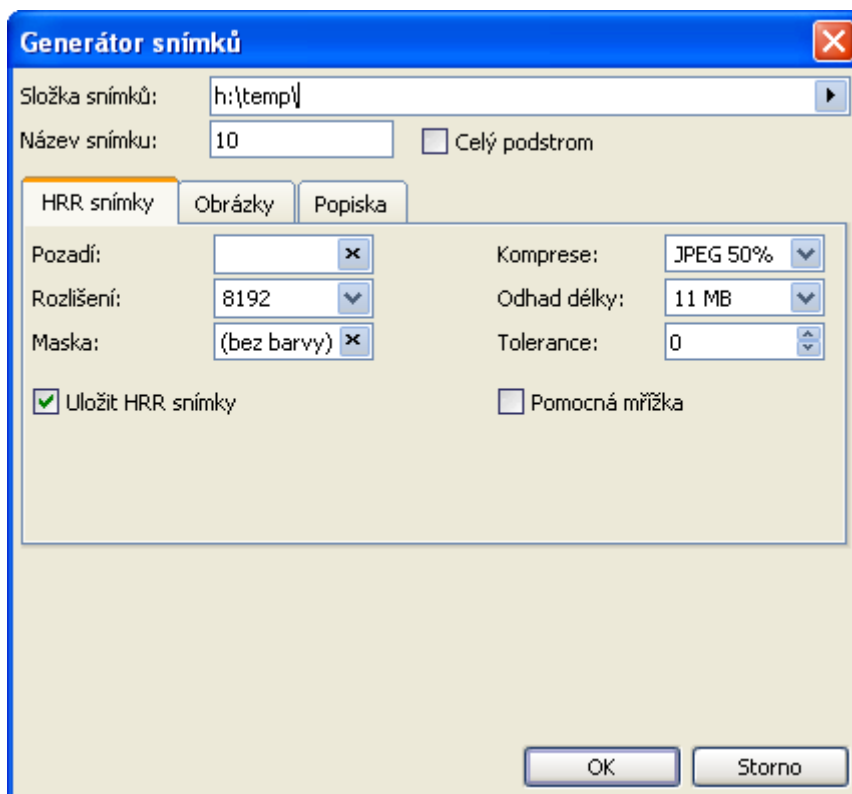 Generátor snímků
Složka snímků: h:\temp\
Název snímku: 10 Celý podstrom
HRR snímky Obrázky Popiska
Pozadí: Komprese: JPEG 50%
Rozlišení: 8192 Odhad délky: 11 MB
Maska: (bez barvy) Tolerance: 0
Uložit HRR snímky Pomocná mřížka
OK Storno